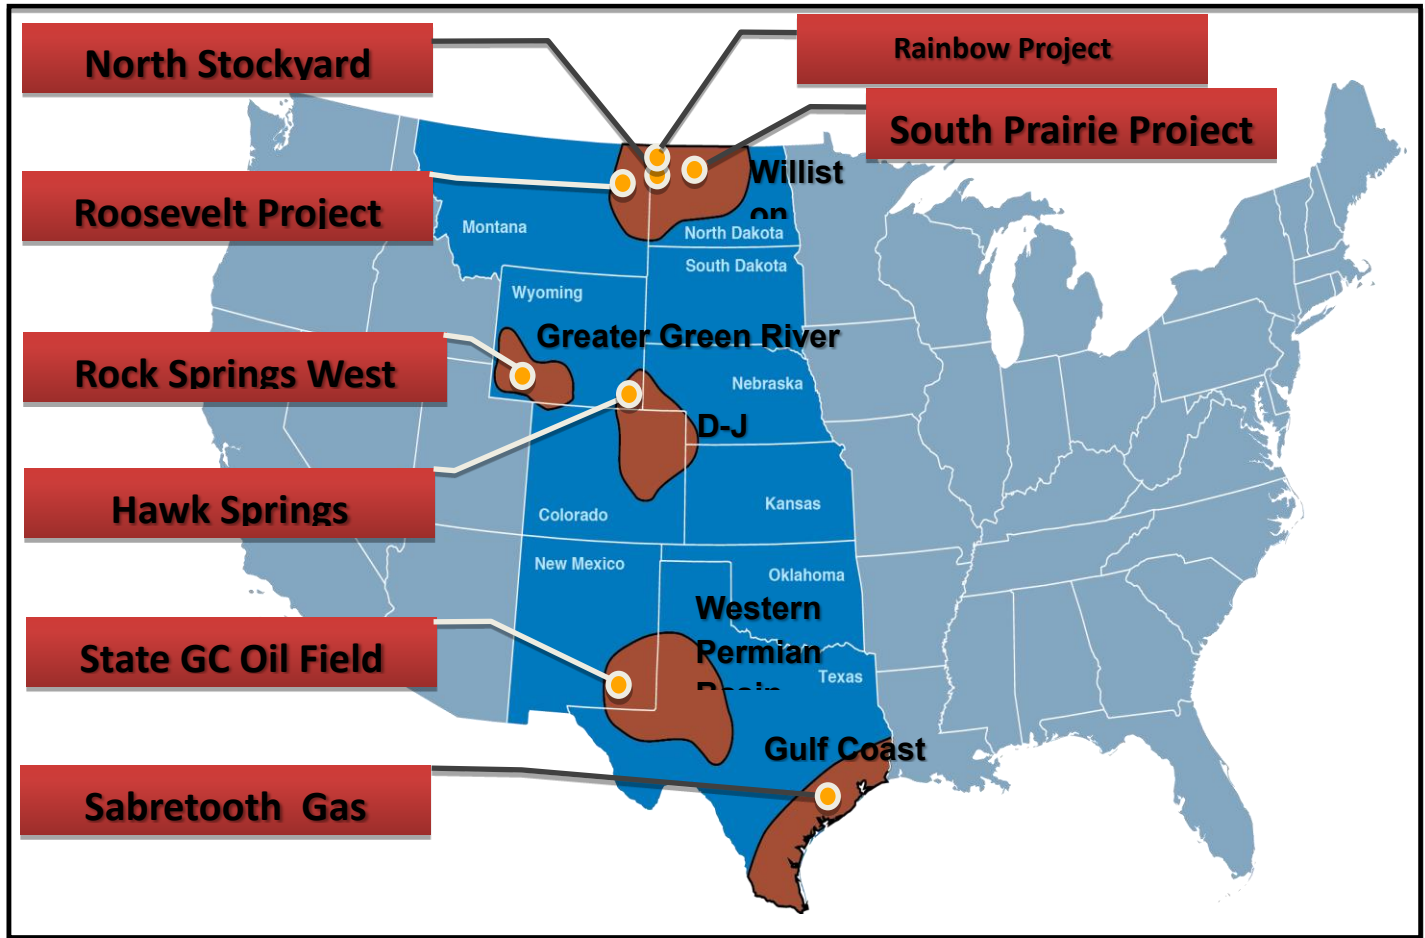 North Stockyard
Rainbow Project
South Prairie Project
Willist
on
Roosevelt Project
Montana
North Dakota
South Dakota
Wyoming
Greater Green River
Rock Springs West
Nebraska
D-J
Hawk Springs
Kansas
Colorado
New Mexico
Oklahoma
Western
Permian
Basin
State GC Oil Field
Texas
Gulf Coast
Sabretooth Gas